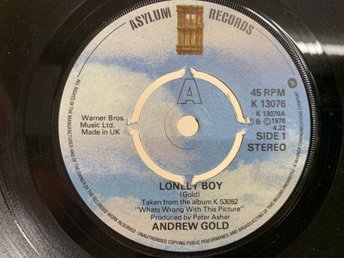 ASYLUM RECORDS
A
45 RPM
K 13076
K 13076A
℗ 1976
4.22
SIDE 1
STEREO
Warner Bros.
Music Ltd.
Made in UK
LONELY BOY
(Gold)
Taken from the album K 53052
"Whats Wrong With This Picture"
Produced by Peter Asher
ANDREW GOLD